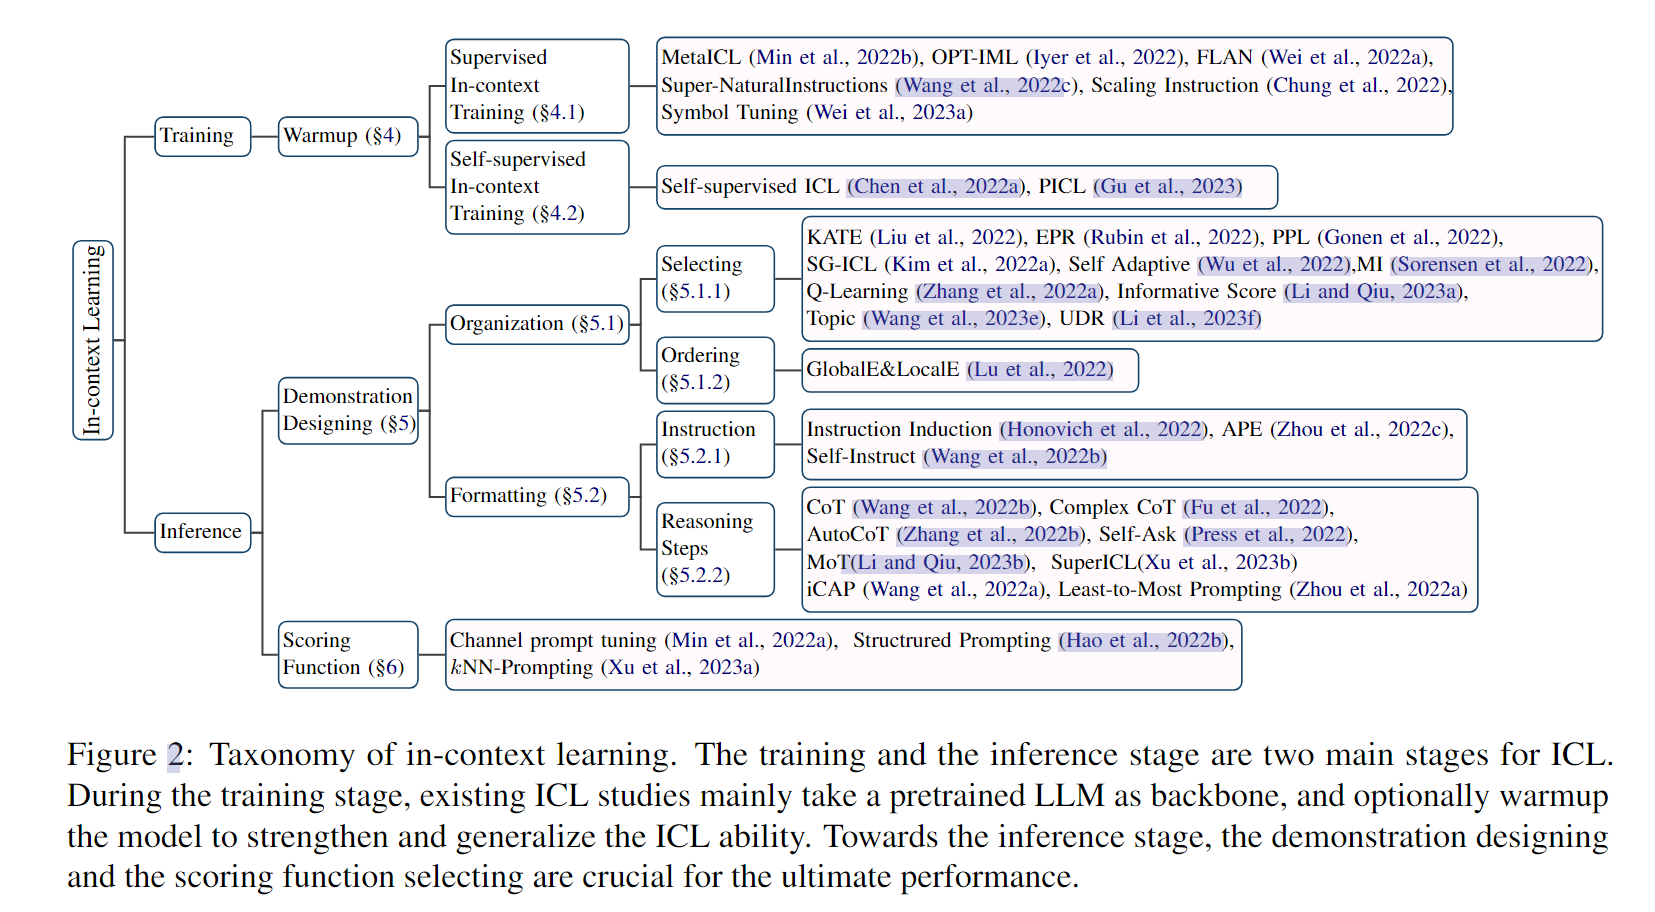 In-context Learning
Training
Warmup (§4)
Supervised
In-context
Training (§4.1)
MetaICL (Min et al., 2022b), OPT-IML (Iyer et al., 2022), FLAN (Wei et al., 2022a),
Super-NaturalInstructions (Wang et al., 2022c), Scaling Instruction (Chung et al., 2022),
Symbol Tuning (Wei et al., 2023a)
Self-supervised
In-context
Training (§4.2)
Self-supervised ICL (Chen et al., 2022a), PICL (Gu et al., 2023)
Inference
Demonstration
Designing (§5)
Organization (§5.1)
Selecting
(§5.1.1)
KATE (Liu et al., 2022), EPR (Rubin et al., 2022), PPL (Gonen et al., 2022),
SG-ICL (Kim et al., 2022a), Self Adaptive (Wu et al., 2022),MI (Sorensen et al., 2022),
Q-Learning (Zhang et al., 2022a), Informative Score (Li and Qiu, 2023a),
Topic (Wang et al., 2023e), UDR (Li et al., 2023f)
Ordering
(§5.1.2)
GlobalE&LocalE (Lu et al., 2022)
Formatting (§5.2)
Instruction
(§5.2.1)
Instruction Induction (Honovich et al., 2022), APE (Zhou et al., 2022c),
Self-Instruct (Wang et al., 2022b)
Reasoning
Steps
(§5.2.2)
CoT (Wang et al., 2022b), Complex CoT (Fu et al., 2022),
AutoCoT (Zhang et al., 2022b), Self-Ask (Press et al., 2022),
MoT(Li and Qiu, 2023b), SuperICL(Xu et al., 2023b)
iCAP (Wang et al., 2022a), Least-to-Most Prompting (Zhou et al., 2022a)
Scoring
Function (§6)
Channel prompt tuning (Min et al., 2022a), Structrured Prompting (Hao et al., 2022b),
kNN-Prompting (Xu et al., 2023a)
Figure 2: Taxonomy of in-context learning. The training and the inference stage are two main stages for ICL.
During the training stage, existing ICL studies mainly take a pretrained LLM as backbone, and optionally warmup
the model to strengthen and generalize the ICL ability. Towards the inference stage, the demonstration designing
and the scoring function selecting are crucial for the ultimate performance.